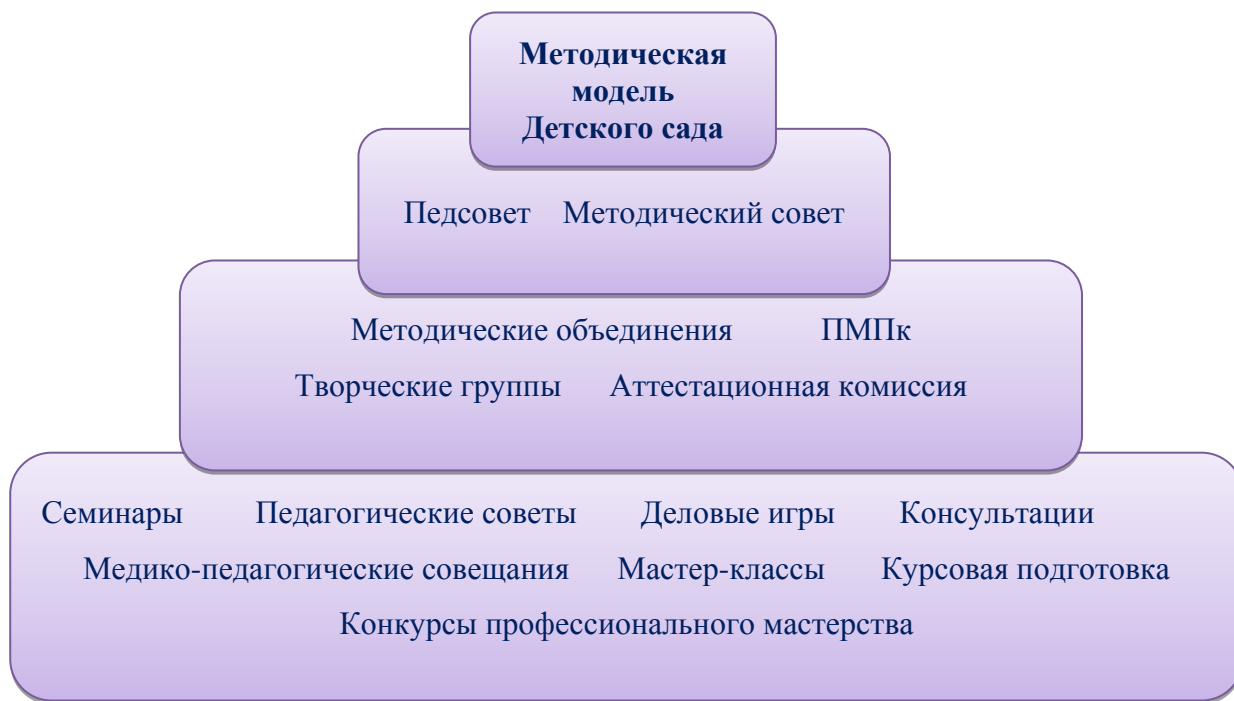 Методическая
модель
Детского сада
Педсовет Методический совет
Методические объединения ПМПк
Творческие группы Аттестационная комиссия
Семинары Педагогические советы Деловые игры Консультации
Медико-педагогические совещания Мастер-классы Курсовая подготовка
Конкурсы профессионального мастерства